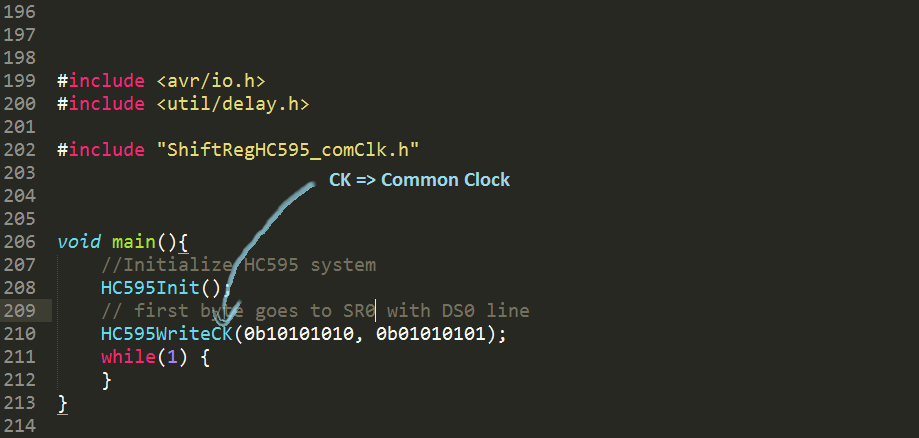 196
197
198
199 #include <avr/io.h>
200 #include <util/delay.h>
201
202 #include "ShiftRegHC595_comClk.h"
203
CK => Common Clock
204
205
206 void main(){
207 //Initialize HC595 system
208 HC595Init();
209 // first byte goes to SR0 with DS0 line
210 HC595WriteCK(0b10101010, 0b01010101);
211 while(1) {
212 }
213 }
214